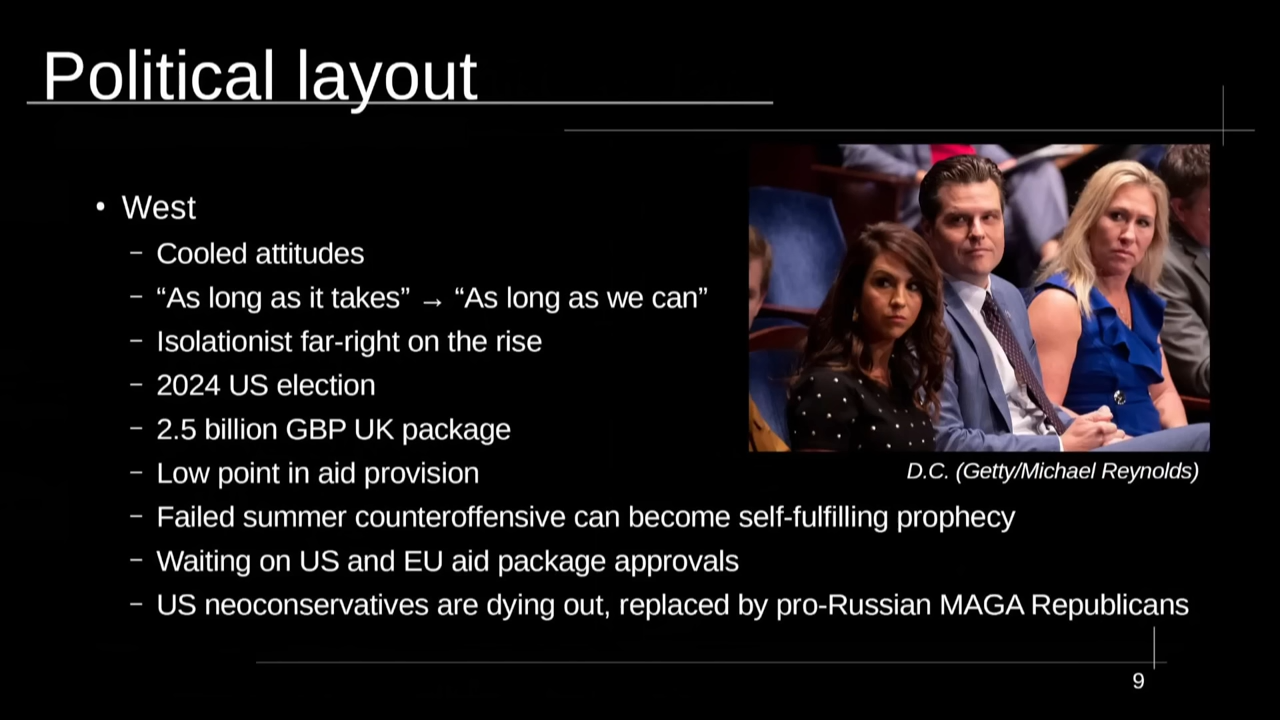 Political layout
• West
– Cooled attitudes
– “As long as it takes” → “As long as we can”
– Isolationist far-right on the rise
– 2024 US election
– 2.5 billion GBP UK package
– Low point in aid provision
D.C. (Getty/Michael Reynolds)
– Failed summer counteroffensive can become self-fulfilling prophecy
– Waiting on US and EU aid package approvals
– US neoconservatives are dying out, replaced by pro-Russian MAGA Republicans
9